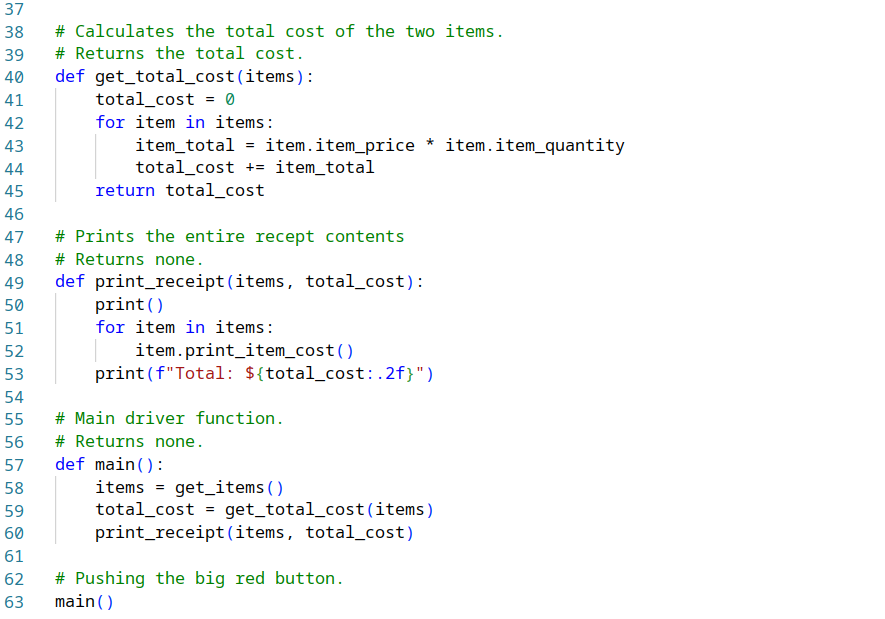 37
38 # Calculates the total cost of the two items.
39 # Returns the total cost.
40 def get_total_cost(items):
41     total_cost = 0
42     for item in items:
43         item_total = item.item_price * item.item_quantity
44         total_cost += item_total
45     return total_cost
46
47 # Prints the entire recept contents
48 # Returns none.
49 def print_receipt(items, total_cost):
50     print()
51     for item in items:
52         item.print_item_cost()
53     print(f"Total: ${total_cost:.2f}")
54
55 # Main driver function.
56 # Returns none.
57 def main():
58     items = get_items()
59     total_cost = get_total_cost(items)
60     print_receipt(items, total_cost)
61
62 # Pushing the big red button.
63 main()